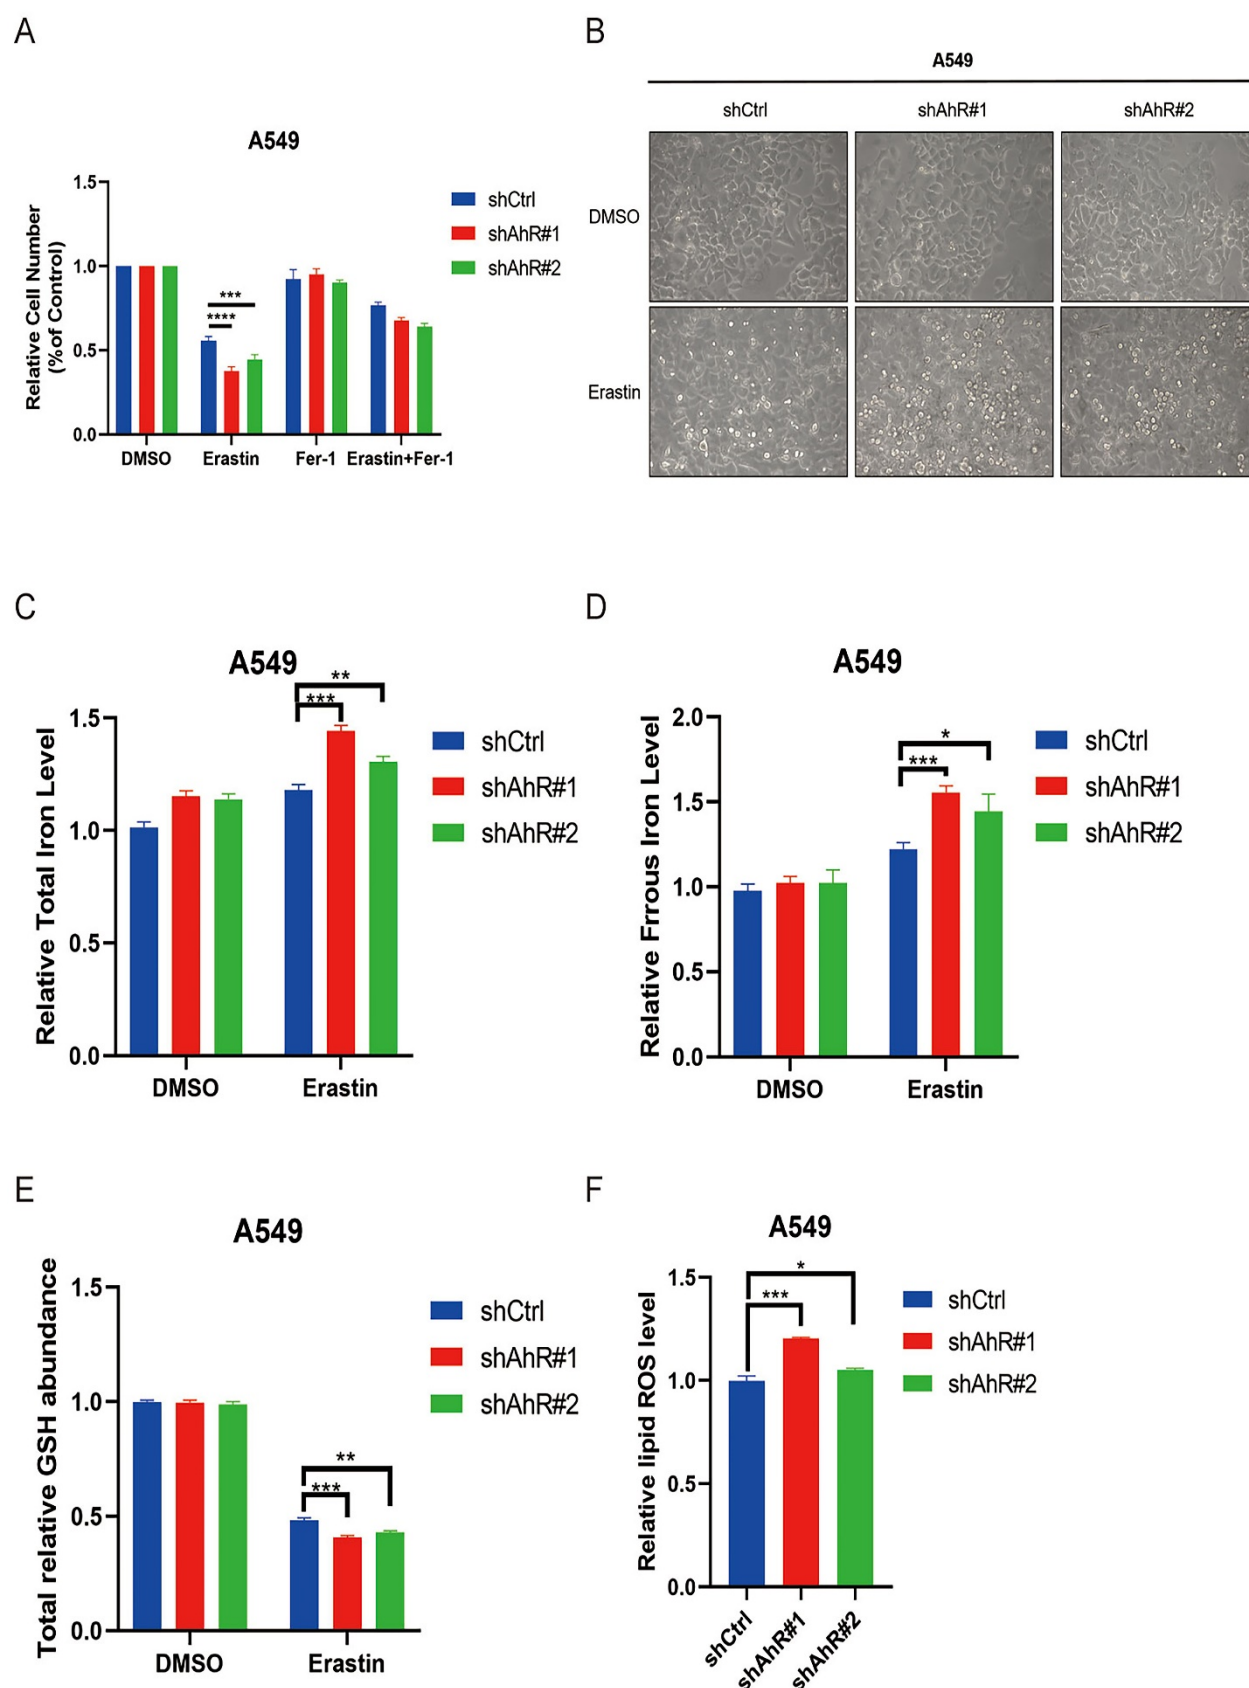 A
A549
Relative Cell Number
(%of Control)
1.5
1.0
0.5
0.0
***
****
DMSO
Erastin
Fer-1
Erastin+Fer-1
shCtrl
shAhR#1
shAhR#2
B
A549
shCtrl
shAhR#1
shAhR#2
DMSO
Erastin
C
A549
Relative Total Iron Level
1.5
1.0
0.5
0.0
**
***
DMSO
Erastin
shCtrl
shAhR#1
shAhR#2
D
A549
Relative Frrous Iron Level
2.0
1.5
1.0
0.5
0.0
*
***
DMSO
Erastin
shCtrl
shAhR#1
shAhR#2
E
A549
Total relative GSH abundance
1.5
1.0
0.5
0.0
**
***
DMSO
Erastin
shCtrl
shAhR#1
shAhR#2
F
A549
Relative lipid ROS level
1.5
1.0
0.5
0.0
*
***
shCtrl
shAhR#1
shAhR#2
shCtrl
shAhR#1
shAhR#2